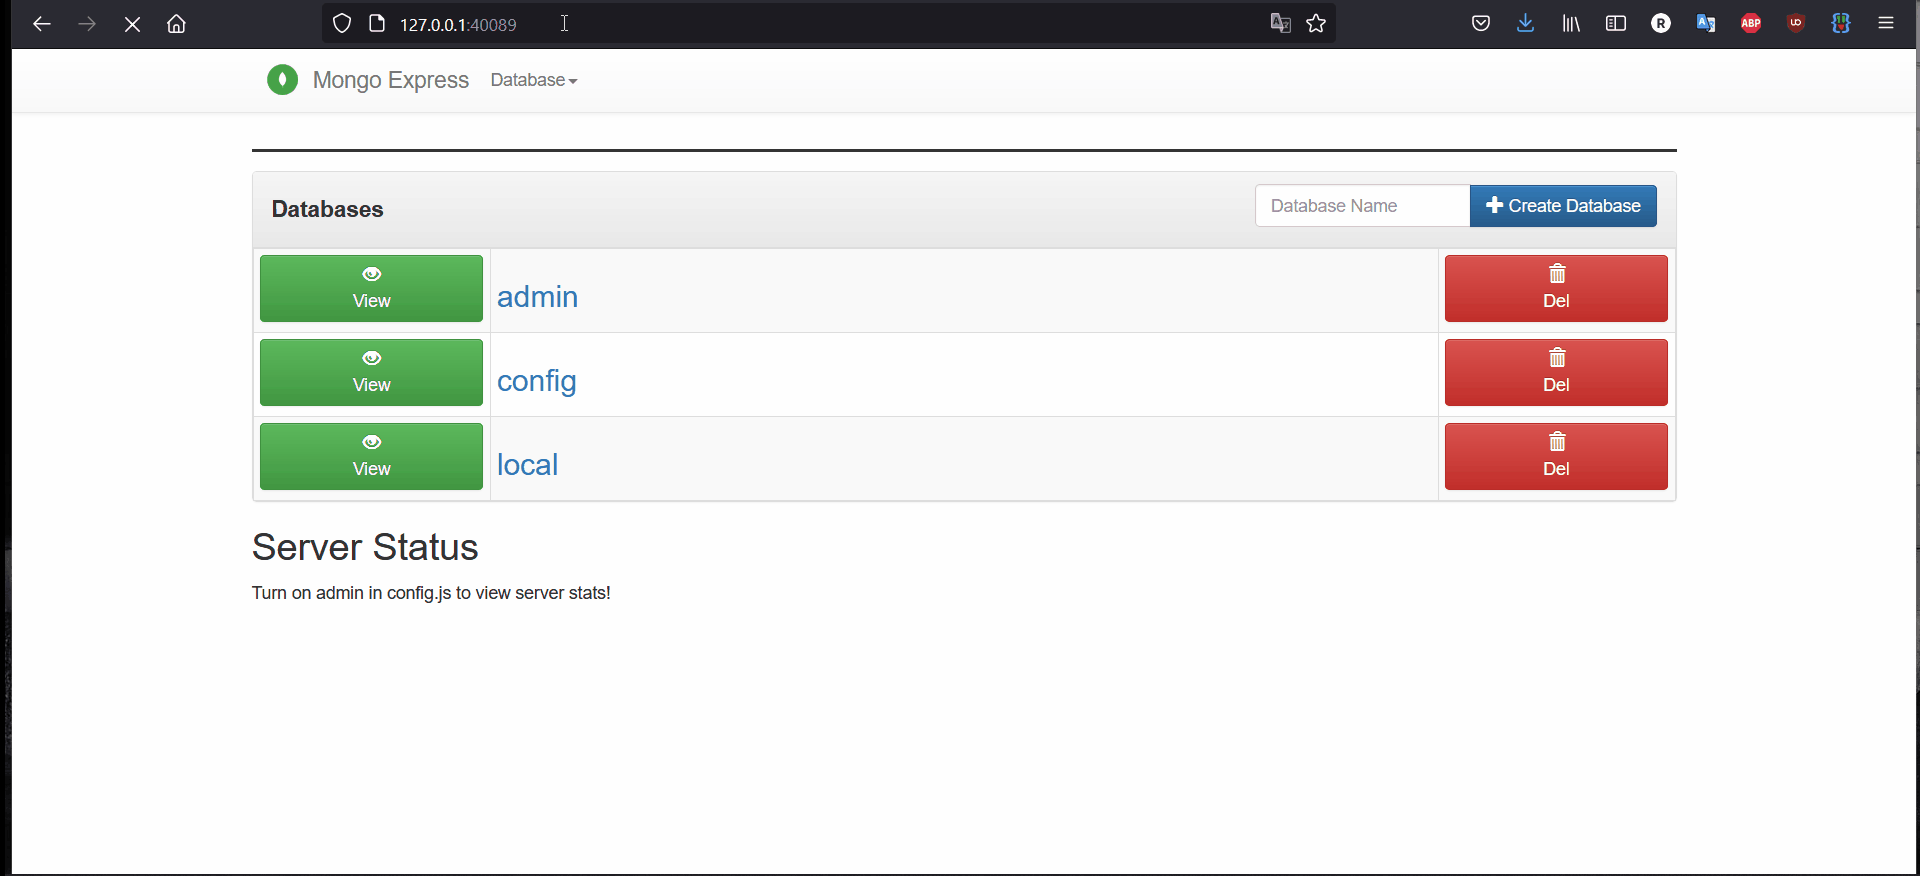 127.0.0.1:40089
R
ABP
Mongo Express Database
Databases
Database Name
Create Database
View
admin
Del
View
config
Del
View
local
Del
Server Status
Turn on admin in config.js to view server stats!